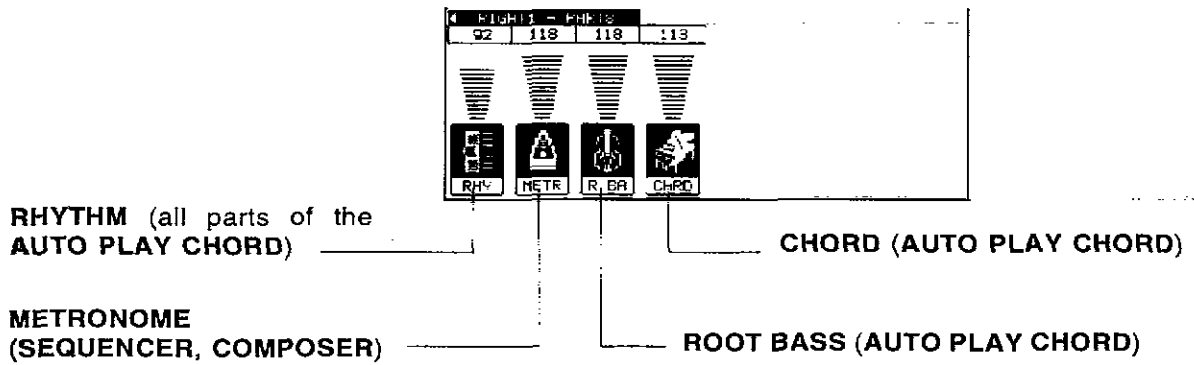 RIGHT1 - PARTS
92 118 118 113
RHY METR R.BA CHRD
RHYTHM (all parts of the
AUTO PLAY CHORD)
CHORD (AUTO PLAY CHORD)
METRONOME
(SEQUENCER, COMPOSER)
ROOT BASS (AUTO PLAY CHORD)